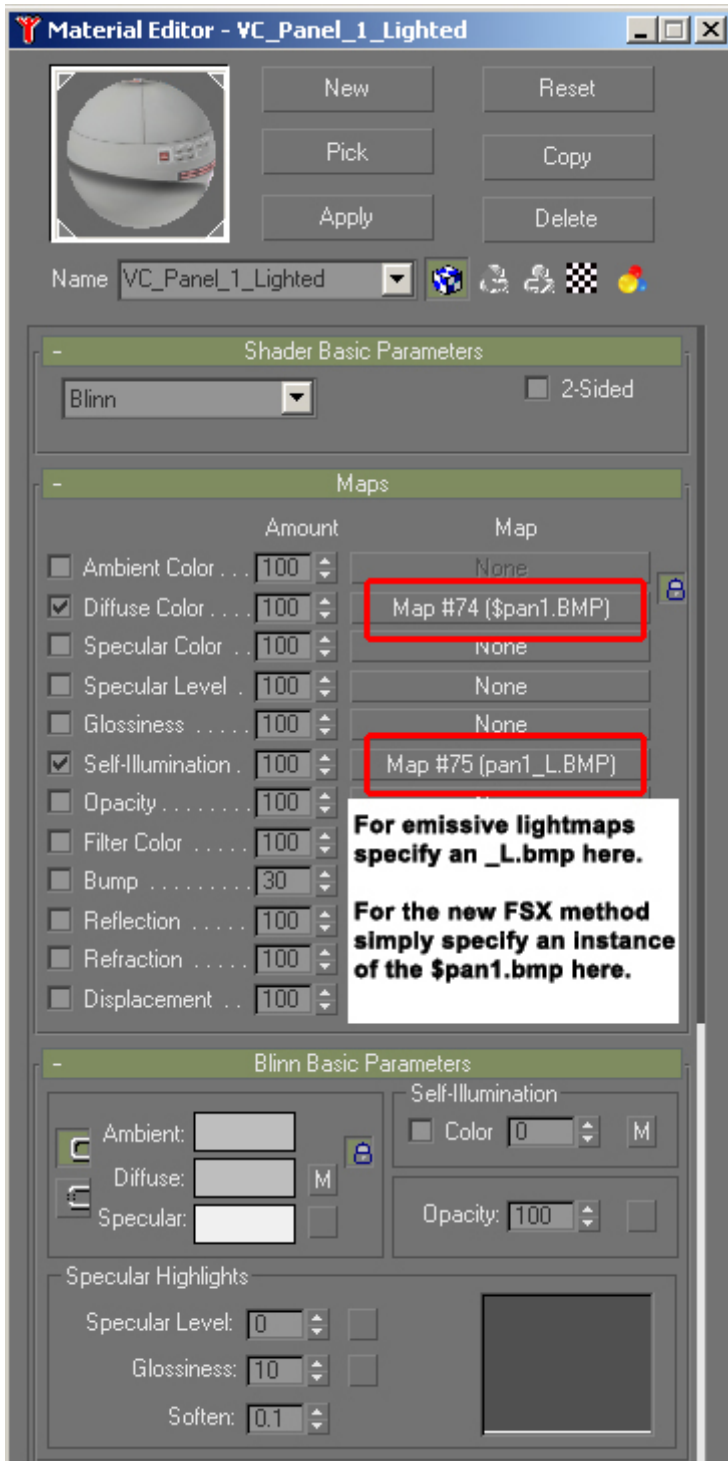 Material Editor - VC_Panel_1_Lighted
New
Reset
Pick
Copy
Apply
Delete
Name VC_Panel_1_Lighted
- Shader Basic Parameters
Blinn
2-Sided
- Maps
Amount Map
Ambient Color . . . 100 None
Diffuse Color . . . . 100 Map #74 ($pan1.BMP)
Specular Color . . 100 None
Specular Level . 100 None
Glossiness . . . . . 100 None
Self-Illumination . 100 Map #75 (pan1_L.BMP)
Opacity . . . . . . . . 100
Filter Color . . . . . 100
Bump . . . . . . . . . 30
Reflection . . . . . 100
Refraction . . . . . 100
Displacement . . 100
For emissive lightmaps
specify an _L.bmp here.
For the new FSX method
simply specify an instance
of the $pan1.bmp here.
- Blinn Basic Parameters
Self-Illumination
Ambient:
Color 0 M
Diffuse: M
Specular:
Opacity: 100
Specular Highlights
Specular Level: 0
Glossiness: 10
Soften: 0.1